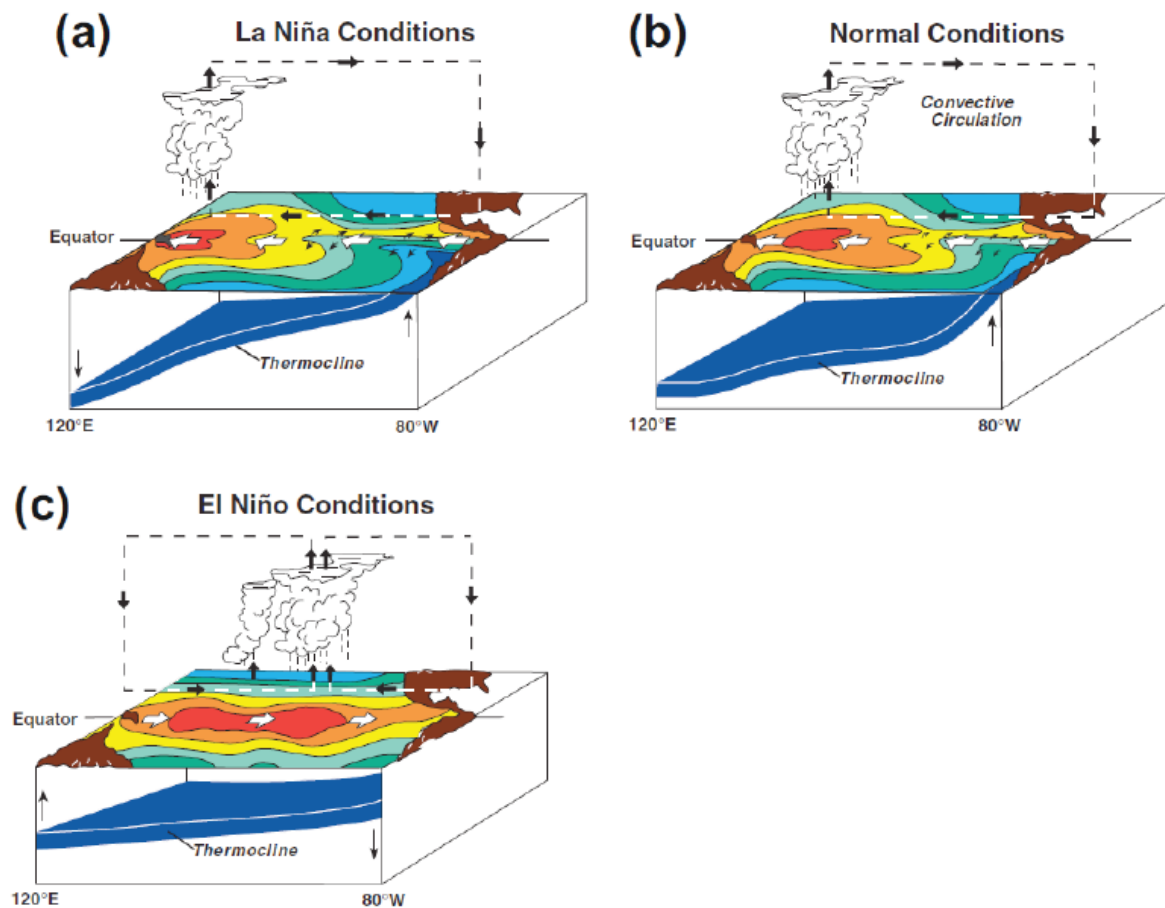 (a)
La Niña Conditions
Equator
Thermocline
120°E
80°W
(b)
Normal Conditions
Convective
Circulation
Equator
Thermocline
120°E
80°W
(c)
El Niño Conditions
Equator
Thermocline
120°E
80°W